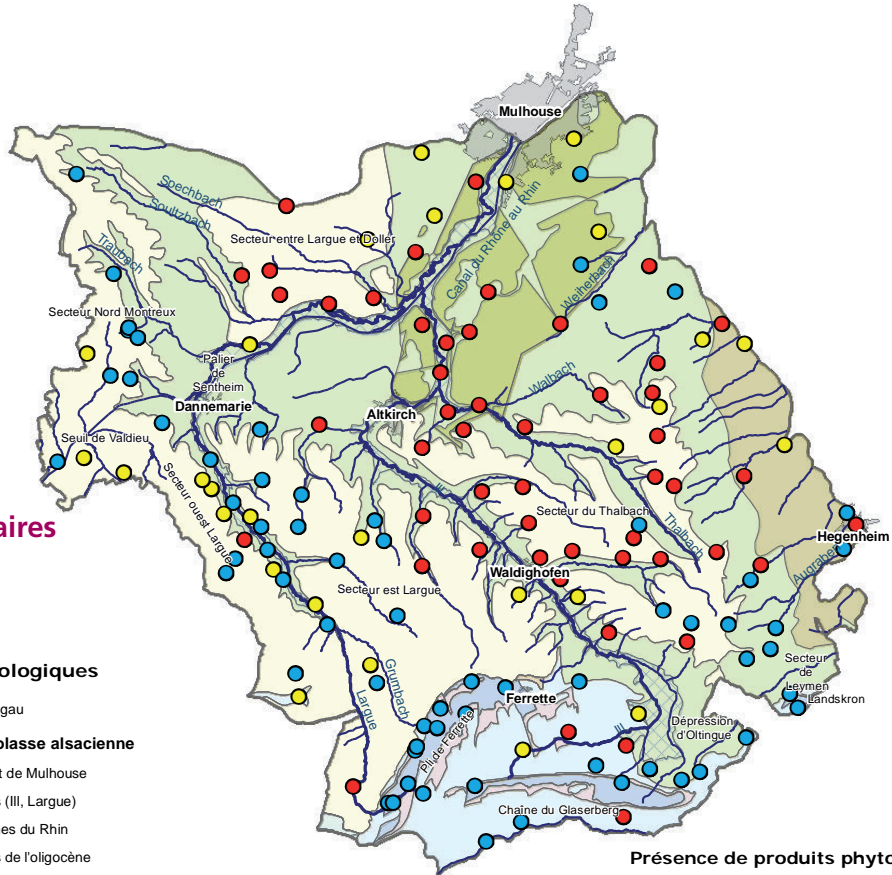 Mulhouse
Spechbach
Soultzbach
Secteur entre Largue et Doller
Canal du Rhône au Rhin
Traubach
Weiherbach
Secteur Nord Montreux
Palier
de
Sentheim
Walbach
Dannemarie
Altkirch
Seuil de Valdieu
Secteur ouest Largue
Ill
Secteur du Thalbach
Thalbach
aires
Hegenheim
Augraben
Waldighofen
Secteur est Largue
Secteur
de
Leymen
Landskron
ologiques
Grumbach
Largue
Ferrette
gau
Pli de Ferrette
Ill
Dépression
d'Oltingue
olasse alsacienne
t de Mulhouse
s (Ill, Largue)
es du Rhin
Chaîne du Glaserberg
s de l'oligocène
Présence de produits phyto